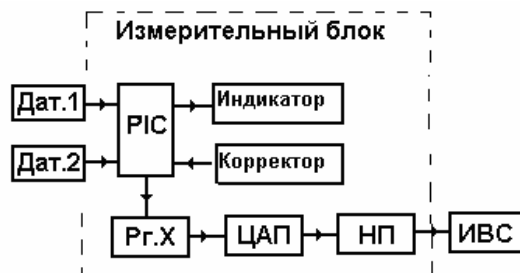 Измерительный блок
Дат.1
PIC
Индикатор
Дат.2
Корректор
Рг.Х
ЦАП
НП
ИВС